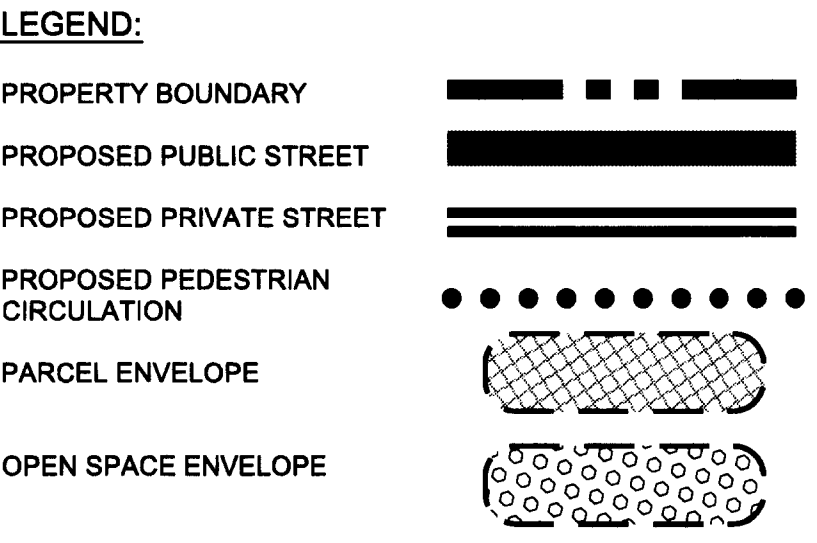 LEGEND:
PROPERTY BOUNDARY
PROPOSED PUBLIC STREET
PROPOSED PRIVATE STREET
PROPOSED PEDESTRIAN
CIRCULATION
PARCEL ENVELOPE
OPEN SPACE ENVELOPE